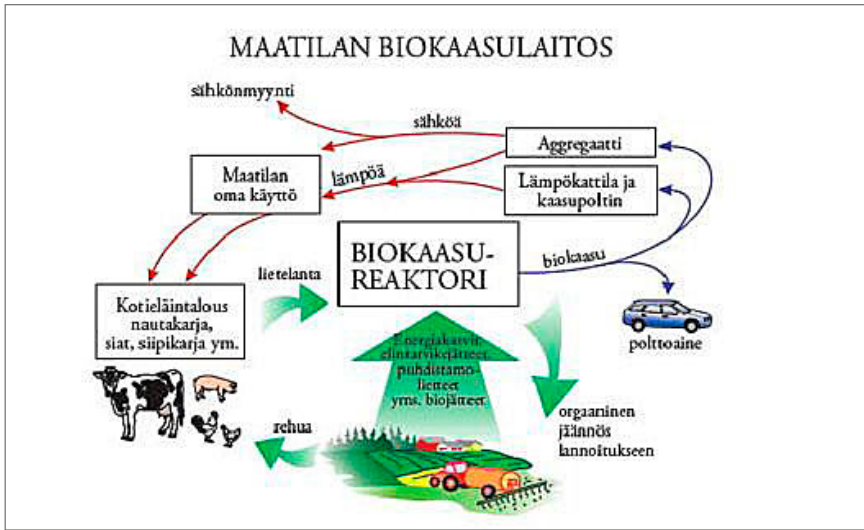 MAATILAN BIOKAASULAITOS
sähkönmyynti
sähköä
Aggregaatti
lämpöä
Maatilan
oma käyttö
Lämpökattila ja
kaasupoltin
BIOKAASU-
REAKTORI
biokaasu
lietelanta
Kotieläintalous
nautakarja,
siat, siipikarja ym.
polttoaine
Energiakasvit,
elintarvikejätteet,
puhdistamo-
lietteet
yms. biojätteet
rehua
orgaaninen
jäännös
lannoitukseen